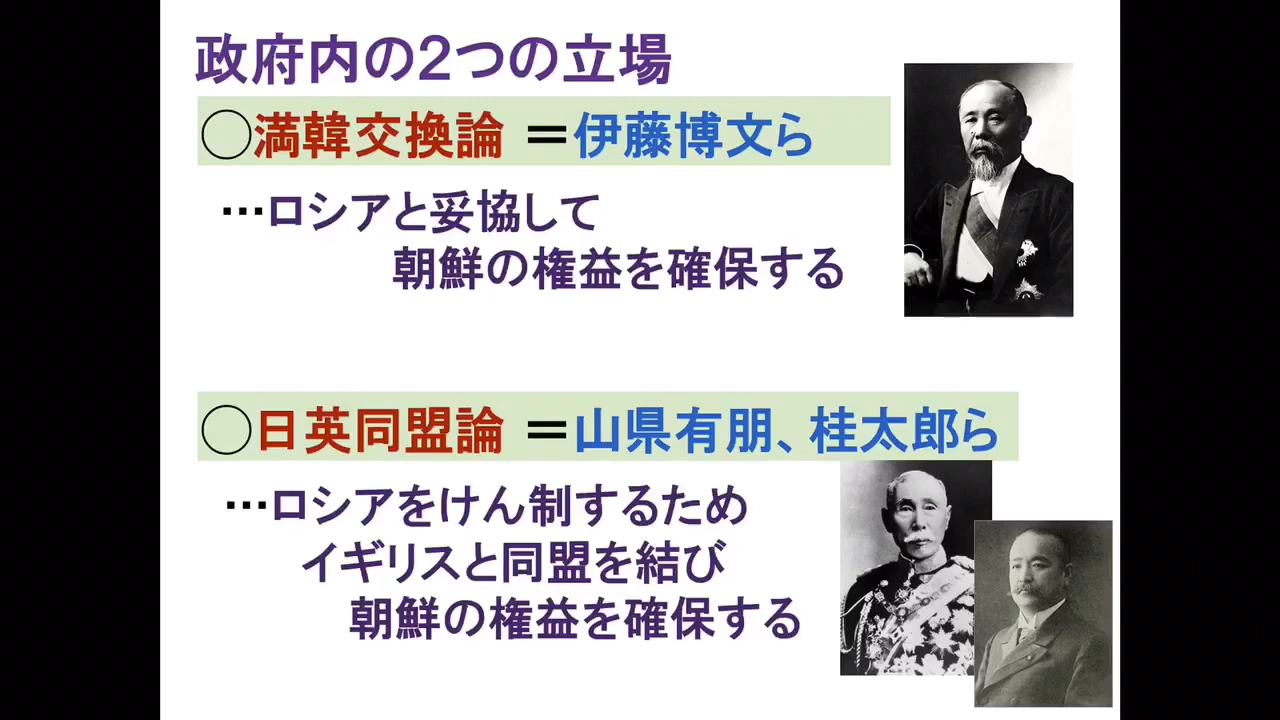 政府内の2つの立場
○満韓交換論 =伊藤博文ら
…ロシアと妥協して
朝鮮の権益を確保する
○日英同盟論 =山県有朋、桂太郎ら
…ロシアをけん制するため
イギリスと同盟を結び
朝鮮の権益を確保する